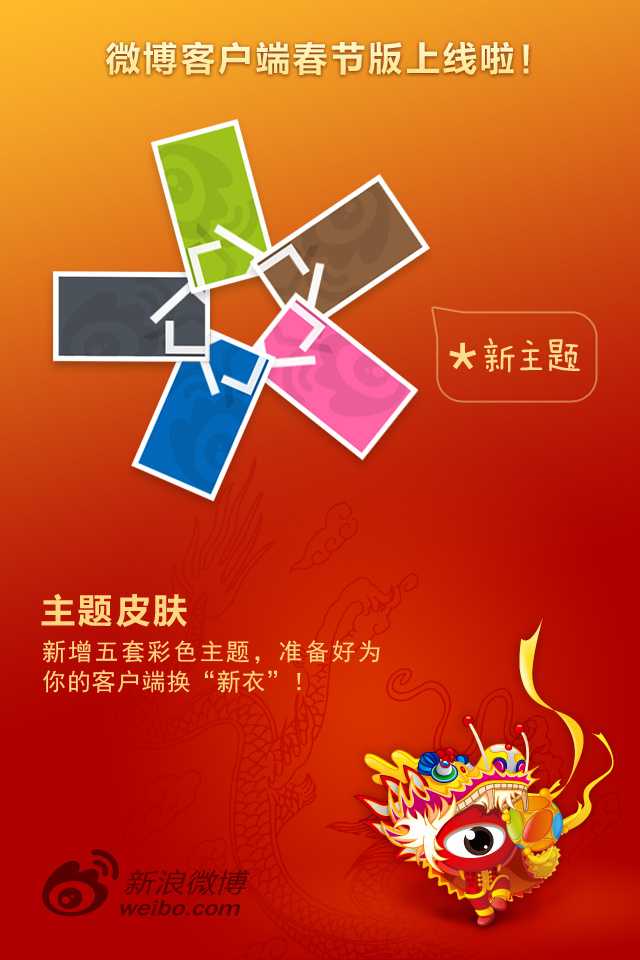 微博客户端春节版上线啦！
*新主题
主题皮肤
新增五套彩色主题，准备好为
你的客户端换“新衣”！
新浪微博
weibo.com